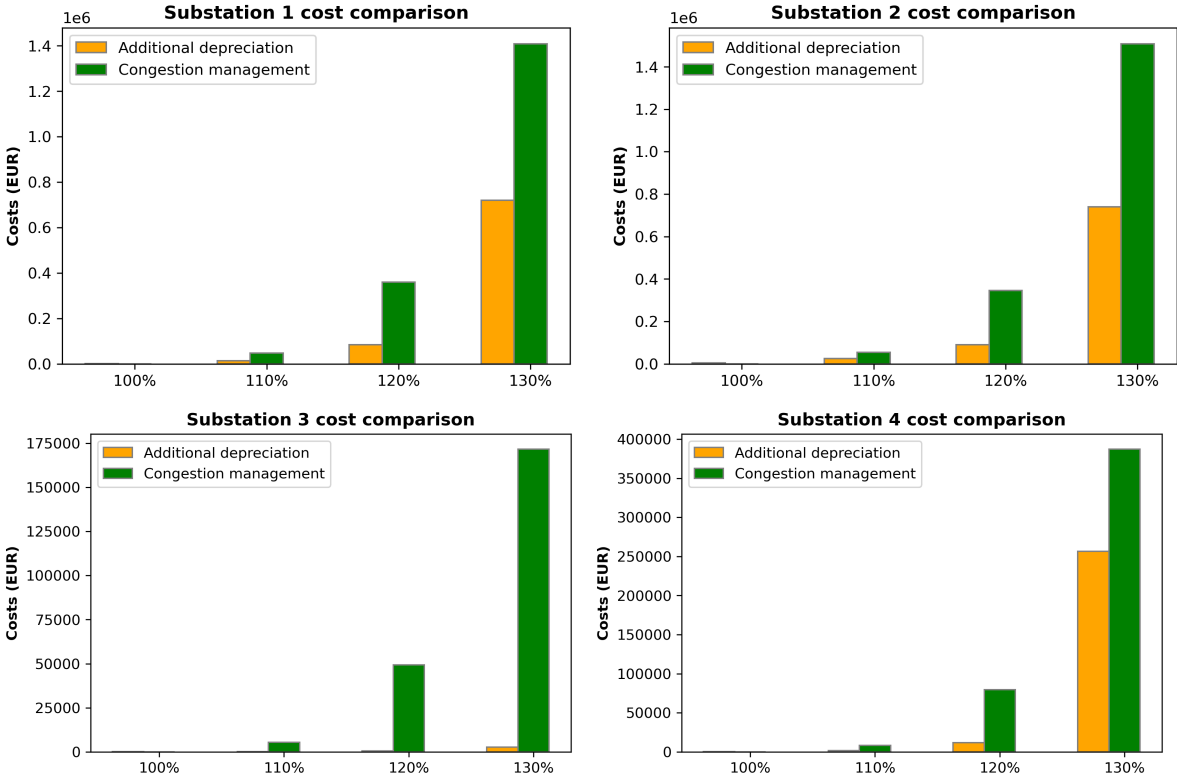 Substation 1 cost comparison
1e6
Additional depreciation
Congestion management
Costs (EUR)
1.4
1.2
1.0
0.8
0.6
0.4
0.2
0.0
100% 110% 120% 130%
Substation 2 cost comparison
1e6
Additional depreciation
Congestion management
Costs (EUR)
1.4
1.2
1.0
0.8
0.6
0.4
0.2
0.0
100% 110% 120% 130%
Substation 3 cost comparison
Additional depreciation
Congestion management
Costs (EUR)
175000
150000
125000
100000
75000
50000
25000
0
100% 110% 120% 130%
Substation 4 cost comparison
Additional depreciation
Congestion management
Costs (EUR)
400000
350000
300000
250000
200000
150000
100000
50000
0
100% 110% 120% 130%